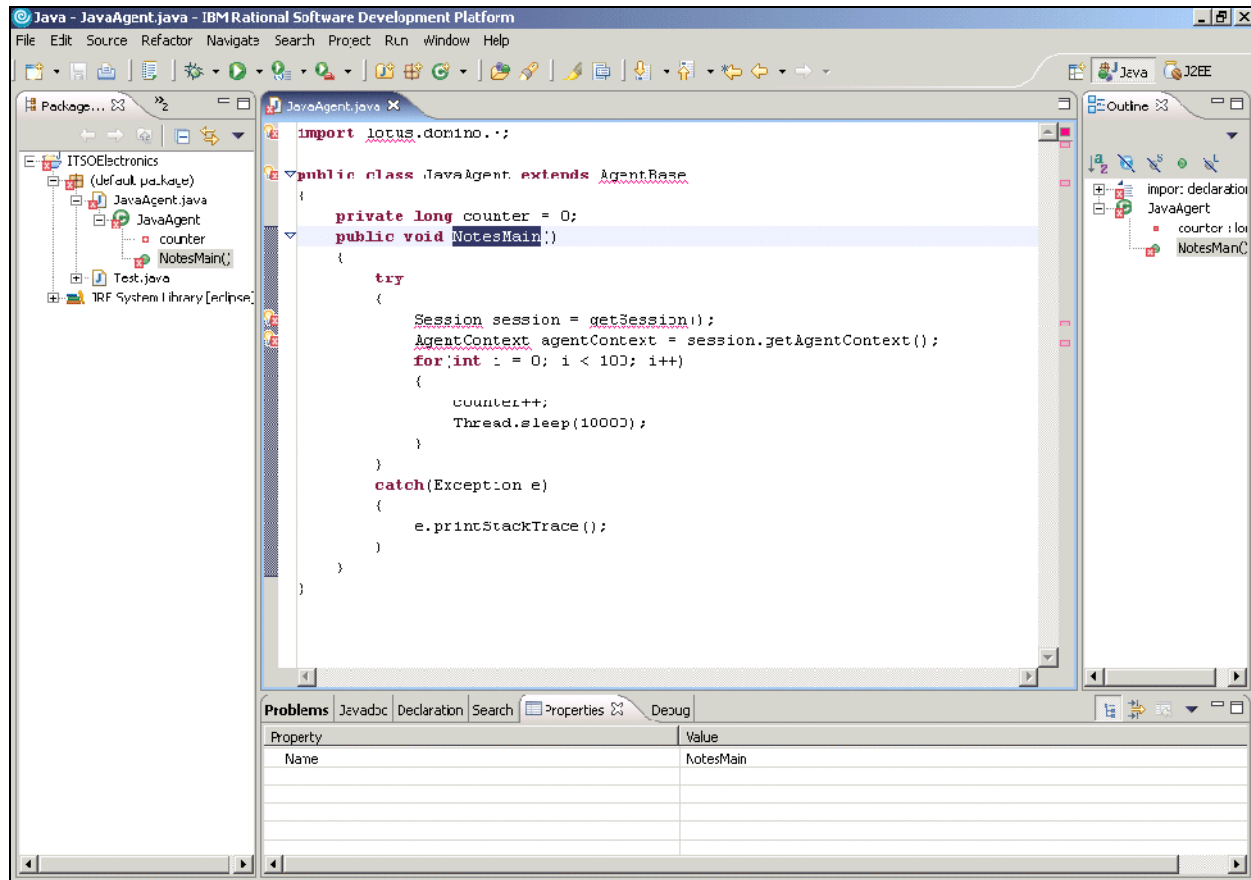 Java - JavaAgent.java - IBM Rational Software Development Platform
File Edit Source Refactor Navigate Search Project Run Window Help
Java J2EE
Package...
ITSOElectronics
(default package)
JavaAgent.java
JavaAgent
counter
NotesMain()
Test.java
JRE System Library [eclipse]
JavaAgent.java
import lotus.domino.*;
public class JavaAgent extends AgentBase
{
private long counter = 0;
public void NotesMain()
{
try
{
Session session = getSession();
AgentContext agentContext = session.getAgentContext();
for(int i = 0; i < 100; i++)
{
counter++;
Thread.sleep(10000);
}
}
catch(Exception e)
{
e.printStackTrace();
}
}
}
Outline
import declaration
JavaAgent
counter : lon
NotesMain()
Problems Javadoc Declaration Search Properties Debug
Property Value
Name NotesMain